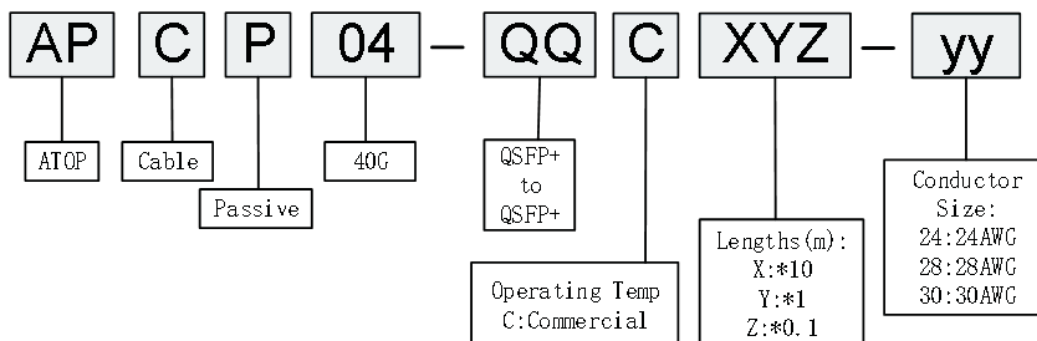 AP C P 04 - QQ C XYZ - yy
ATOP
Cable
Passive
40G
QSFP+
to
QSFP+
Operating Temp
C:Commercial
Lengths(m):
X:*10
Y:*1
Z:*0.1
Conductor
Size:
24:24AWG
28:28AWG
30:30AWG